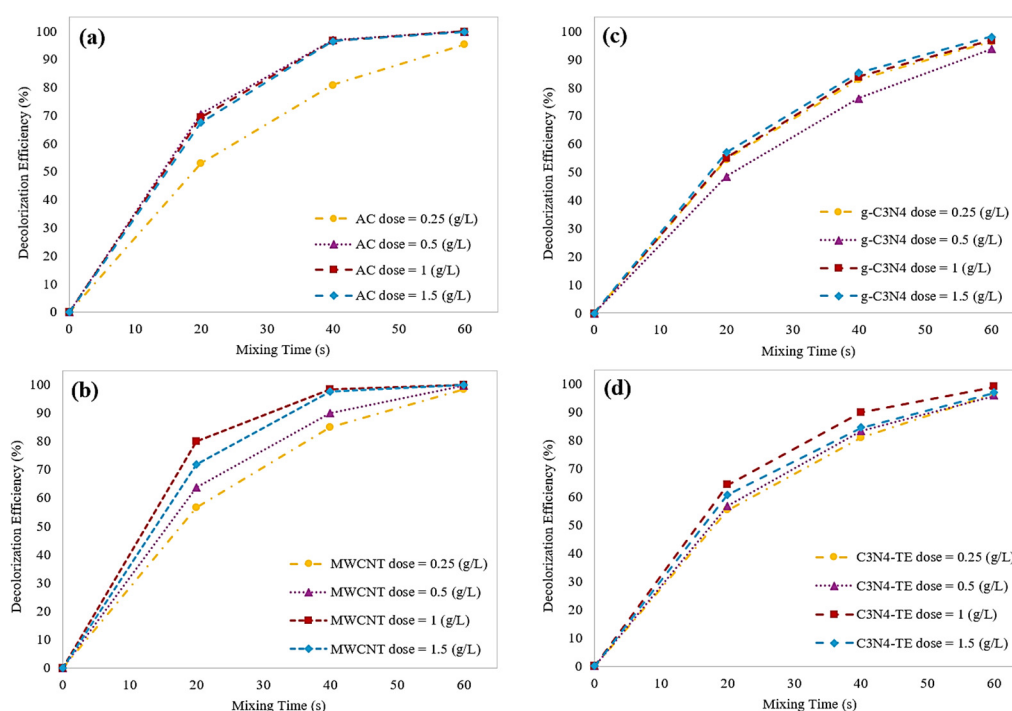 (a)
Decolorization Efficiency (%)
100
90
80
70
60
50
40
30
20
10
0
AC dose = 0.25 (g/L)
AC dose = 0.5 (g/L)
AC dose = 1 (g/L)
AC dose = 1.5 (g/L)
0 10 20 30 40 50 60
Mixing Time (s)
(c)
Decolorization Efficiency (%)
100
90
80
70
60
50
40
30
20
10
0
g-C3N4 dose = 0.25 (g/L)
g-C3N4 dose = 0.5 (g/L)
g-C3N4 dose = 1 (g/L)
g-C3N4 dose = 1.5 (g/L)
0 10 20 30 40 50 60
Mixing Time (s)
(b)
Decolorization Efficiency (%)
100
90
80
70
60
50
40
30
20
10
0
MWCNT dose = 0.25 (g/L)
MWCNT dose = 0.5 (g/L)
MWCNT dose = 1 (g/L)
MWCNT dose = 1.5 (g/L)
0 10 20 30 40 50 60
Mixing Time (s)
(d)
Decolorization Efficiency (%)
100
90
80
70
60
50
40
30
20
10
0
C3N4-TE dose = 0.25 (g/L)
C3N4-TE dose = 0.5 (g/L)
C3N4-TE dose = 1 (g/L)
C3N4-TE dose = 1.5 (g/L)
0 10 20 30 40 50 60
Mixing Time (s)